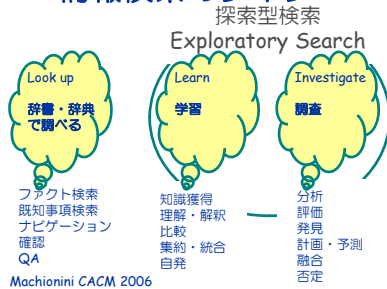 探索型検索
Exploratory Search
Look up
辞書・辞典
で調べる
Learn
学習
Investigate
調査
ファクト検索
既知事項検索
ナビゲーション
確認
QA
知識獲得
理解・解釈
比較
集約・統合
自発
分析
評価
発見
計画・予測
融合
否定
Machionini CACM 2006